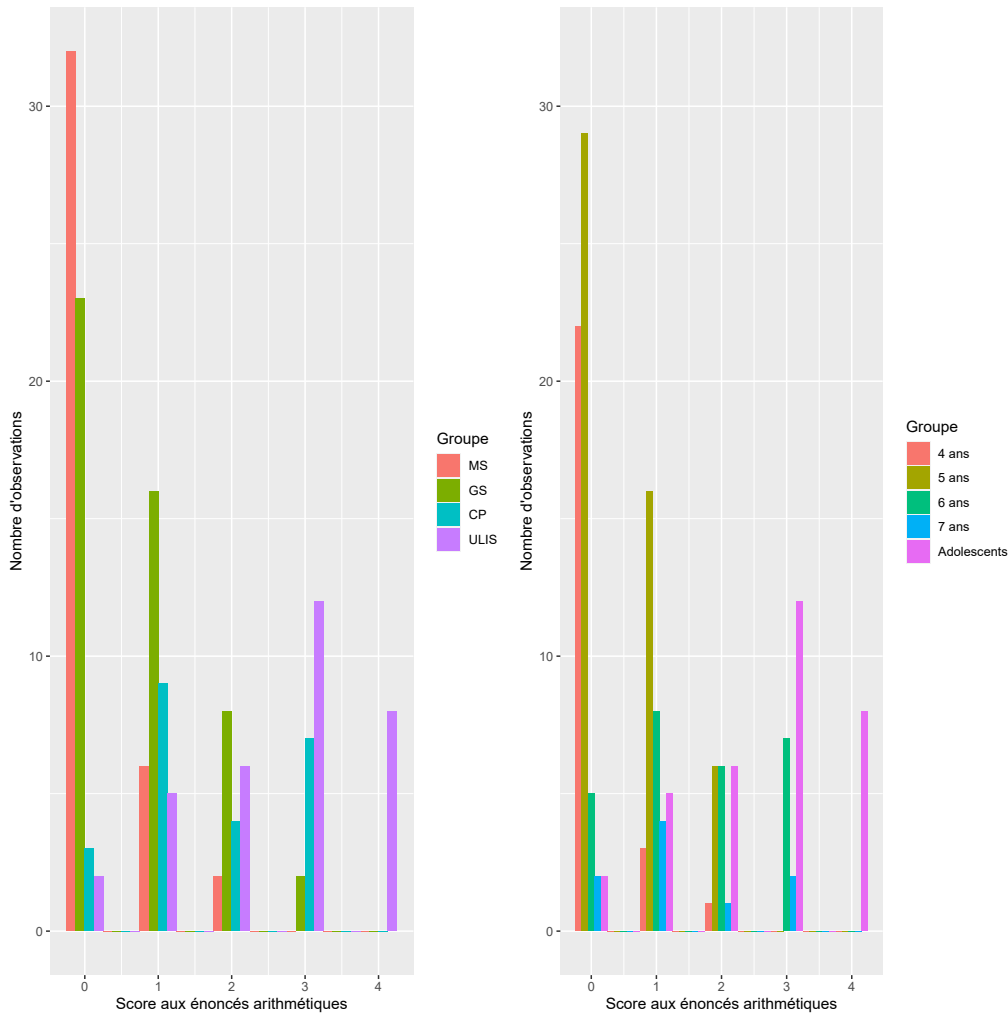 30
20
10
0
Nombre d'observations
0 1 2 3 4
Score aux énoncés arithmétiques
Groupe
MS
GS
CP
ULIS
30
20
10
0
Nombre d'observations
0 1 2 3 4
Score aux énoncés arithmétiques
Groupe
4 ans
5 ans
6 ans
7 ans
Adolescents